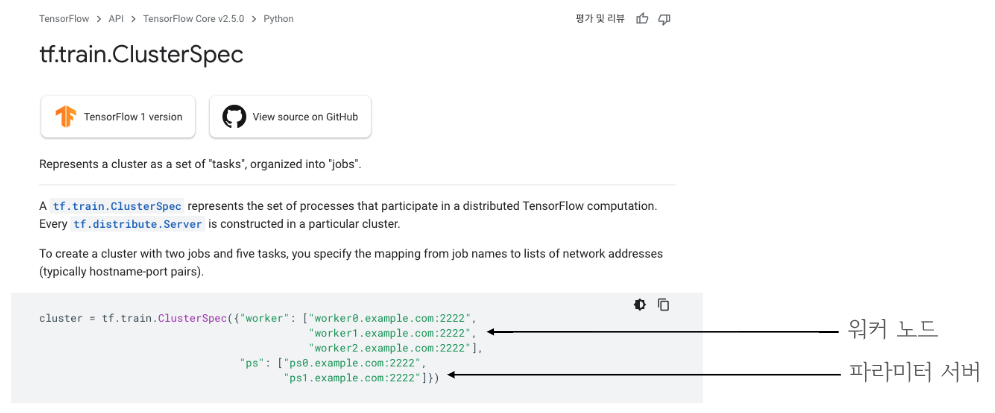 TensorFlow > API > TensorFlow Core v2.5.0 > Python
평가 및 리뷰
tf.train.ClusterSpec
TensorFlow 1 version
View source on GitHub
Represents a cluster as a set of "tasks", organized into "jobs".
A tf.train.ClusterSpec represents the set of processes that participate in a distributed TensorFlow computation.
Every tf.distribute.Server is constructed in a particular cluster.
To create a cluster with two jobs and five tasks, you specify the mapping from job names to lists of network addresses
(typically hostname-port pairs).
cluster = tf.train.ClusterSpec({"worker": ["worker0.example.com:2222",
"worker1.example.com:2222",
"worker2.example.com:2222"],
"ps": ["ps0.example.com:2222",
"ps1.example.com:2222"]})
워커 노드
파라미터 서버